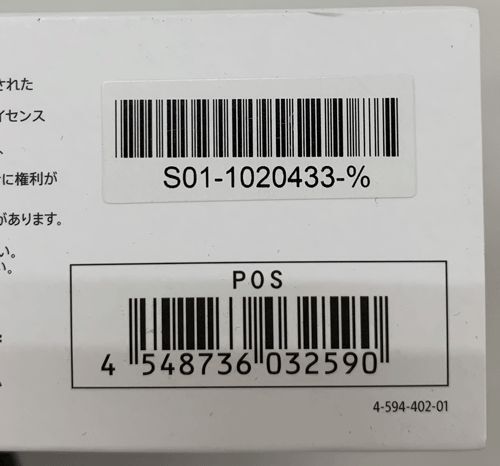 された
イセンス
に権利が
があります。
い。
い。
S01-1020433-%
POS
4 548736 032590
4-594-402-01